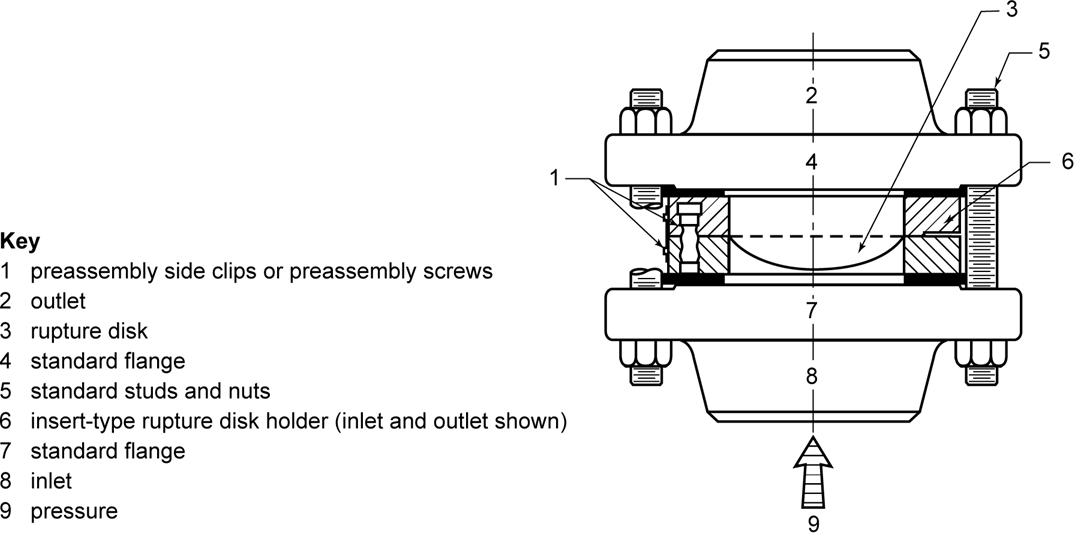 3
5
2
4
6
1
Key
1 preassembly side clips or preassembly screws
2 outlet
3 rupture disk
4 standard flange
5 standard studs and nuts
6 insert-type rupture disk holder (inlet and outlet shown)
7 standard flange
8 inlet
9 pressure
7
8
9